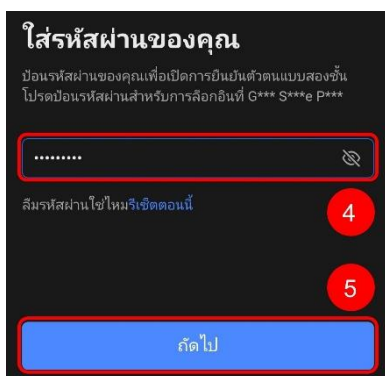 ใส่รหัสผ่านของคุณ
ป้อนรหัสผ่านของคุณเพื่อเปิดการยืนยันตัวตนแบบสองชั้น
โปรดป้อนรหัสผ่านสำหรับการล็อกอินที่ G*** S***e P***
•••••••••
ลืมรหัสผ่านใช่ไหมรีเซ็ตตอนนี้
4
5
ถัดไป